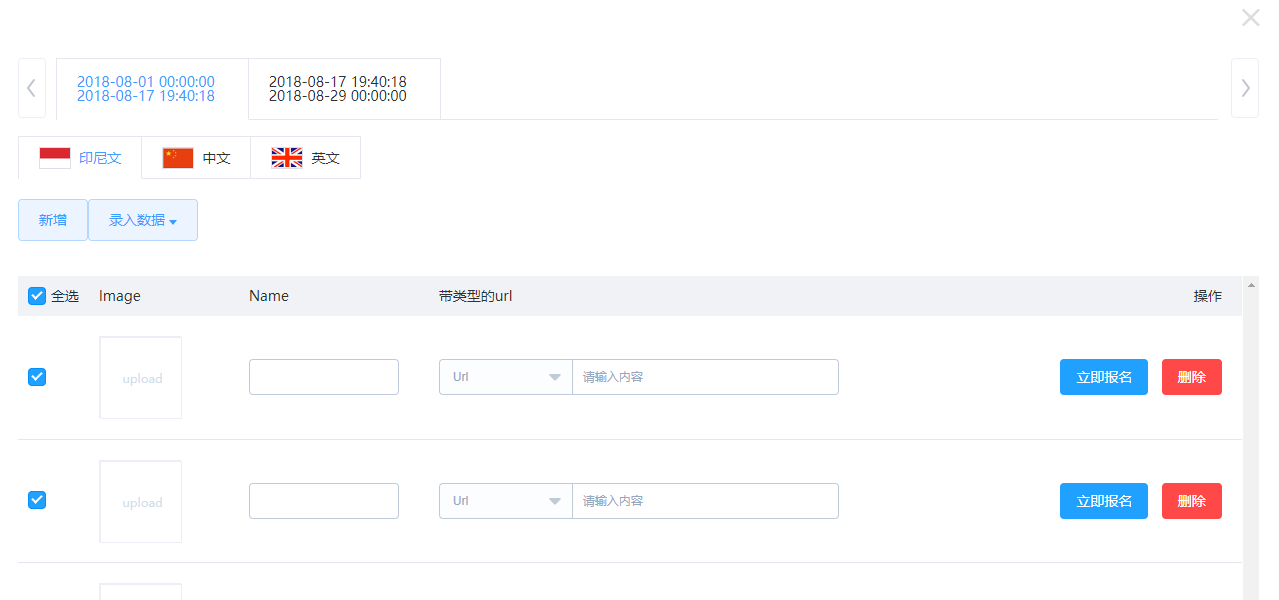 2018-08-01 00:00:00
2018-08-17 19:40:18
2018-08-17 19:40:18
2018-08-29 00:00:00
印尼文
中文
英文
新增
录入数据
全选 Image Name 带类型的url 操作
upload Url 请输入内容 立即报名 删除
upload Url 请输入内容 立即报名 删除